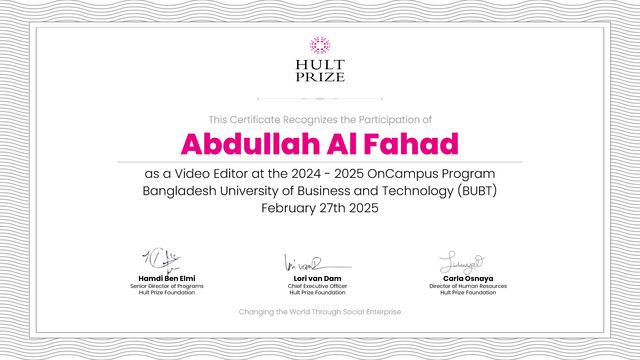 HULT
PRIZE
This Certificate Recognizes the Participation of
Abdullah Al Fahad
as a Video Editor at the 2024 - 2025 OnCampus Program
Bangladesh University of Business and Technology (BUBT)
February 27th 2025
Hamdi Ben Elmi
Senior Director of Programs
Hult Prize Foundation
Lori van Dam
Chief Executive Officer
Hult Prize Foundation
Carla Osnaya
Director of Human Resources
Hult Prize Foundation
Changing the World Through Social Enterprise